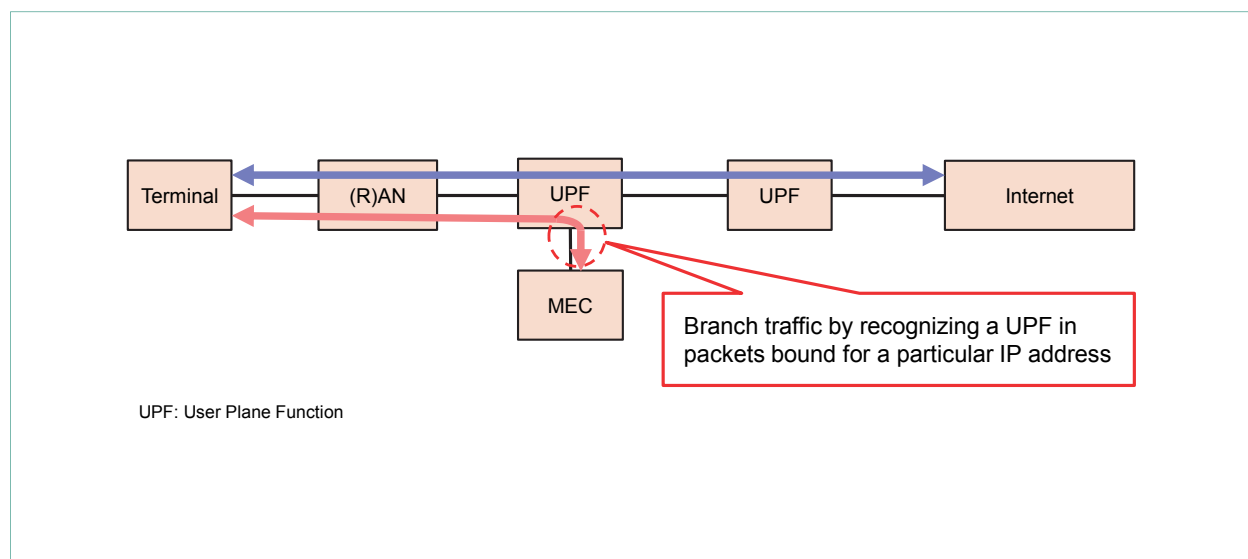 Terminal
(R)AN
UPF
UPF
Internet
MEC
Branch traffic by recognizing a UPF in
packets bound for a particular IP address
UPF: User Plane Function